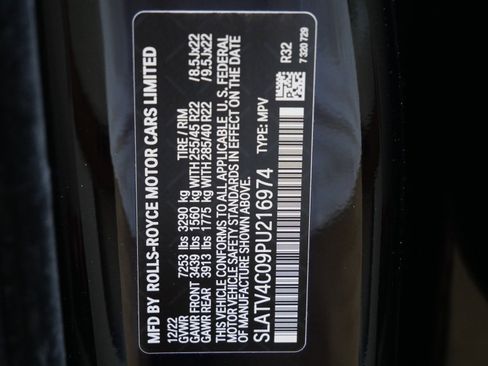 MFD BY ROLLS-ROYCE MOTOR CARS LIMITED
12/22 TIRE / RIM
GVWR 7253 lbs 3290 kg
GAWR FRONT 3439 lbs 1560 kg WITH 255/45 R22 /8.5Jx22
GAWR REAR 3913 lbs 1775 kg WITH 285/40 R22 /9.5Jx22
THIS VEHICLE CONFORMS TO ALL APPLICABLE U.S. FEDERAL
MOTOR VEHICLE SAFETY STANDARDS IN EFFECT ON THE DATE
OF MANUFACTURE SHOWN ABOVE.
SLATV4C09PU216974 TYPE: MPV
R32
7 320 729